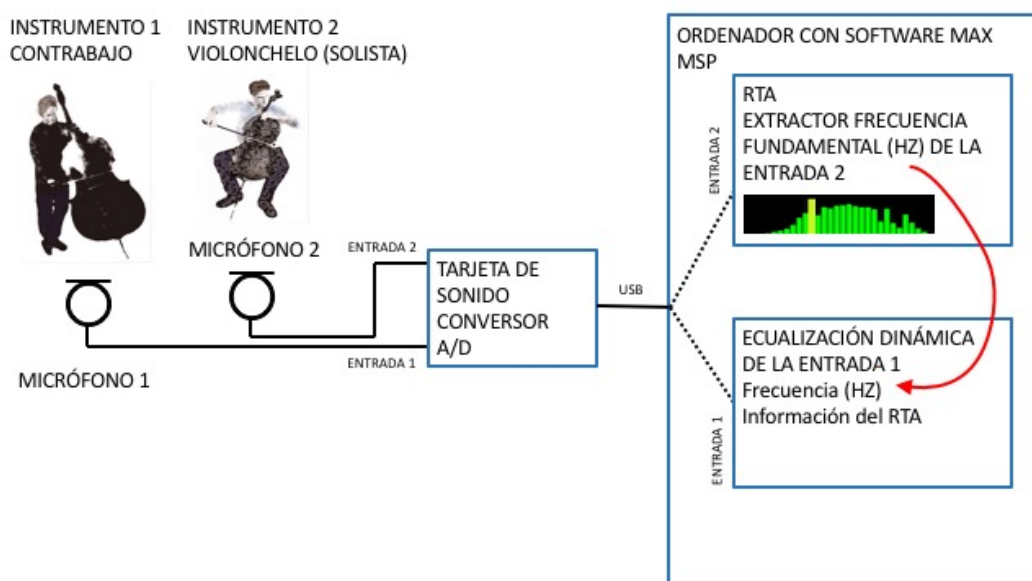 INSTRUMENTO 1
CONTRABAJO
INSTRUMENTO 2
VIOLONCHELO (SOLISTA)
MICRÓFONO 2
MICRÓFONO 1
ENTRADA 2
ENTRADA 1
TARJETA DE
SONIDO
CONVERSOR
A/D
USB
ORDENADOR CON SOFTWARE MAX
MSP
ENTRADA 2
RTA
EXTRACTOR FRECUENCIA
FUNDAMENTAL (HZ) DE LA
ENTRADA 2
ENTRADA 1
ECUALIZACIÓN DINÁMICA
DE LA ENTRADA 1
Frecuencia (HZ)
Información del RTA